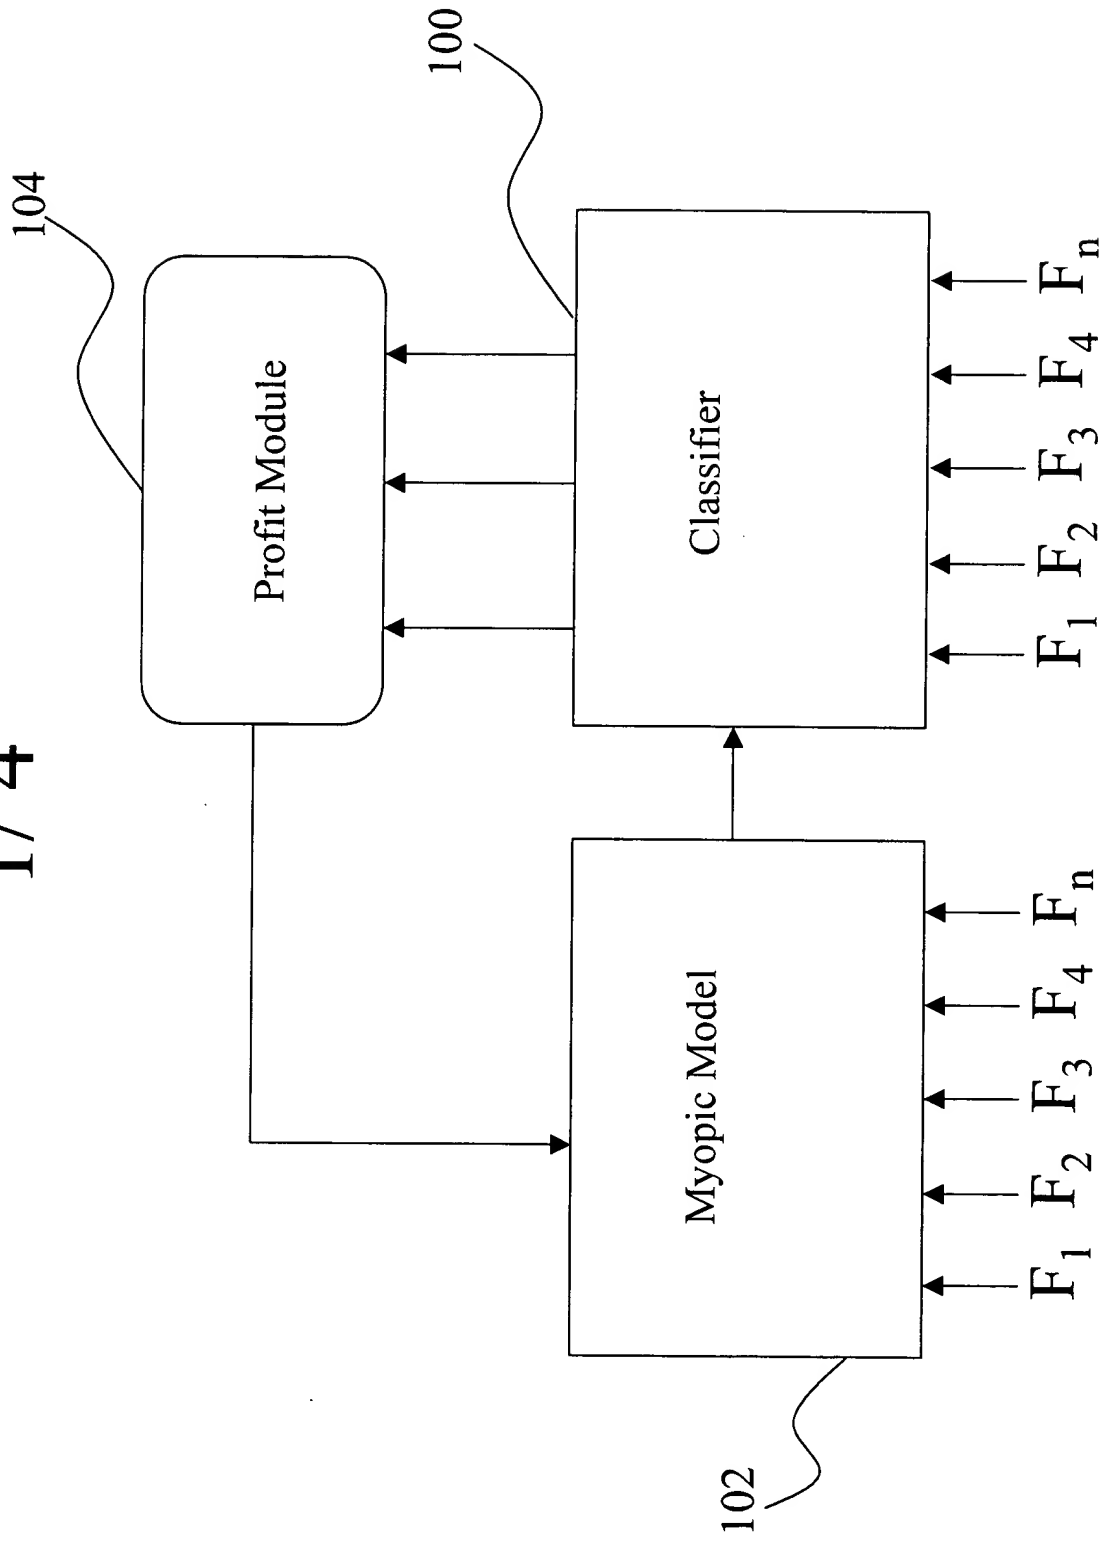 1/ 4
104
Profit Module
100
Classifier
Myopic Model
102
F1 F2 F3 F4 Fn
F1 F2 F3 F4 Fn